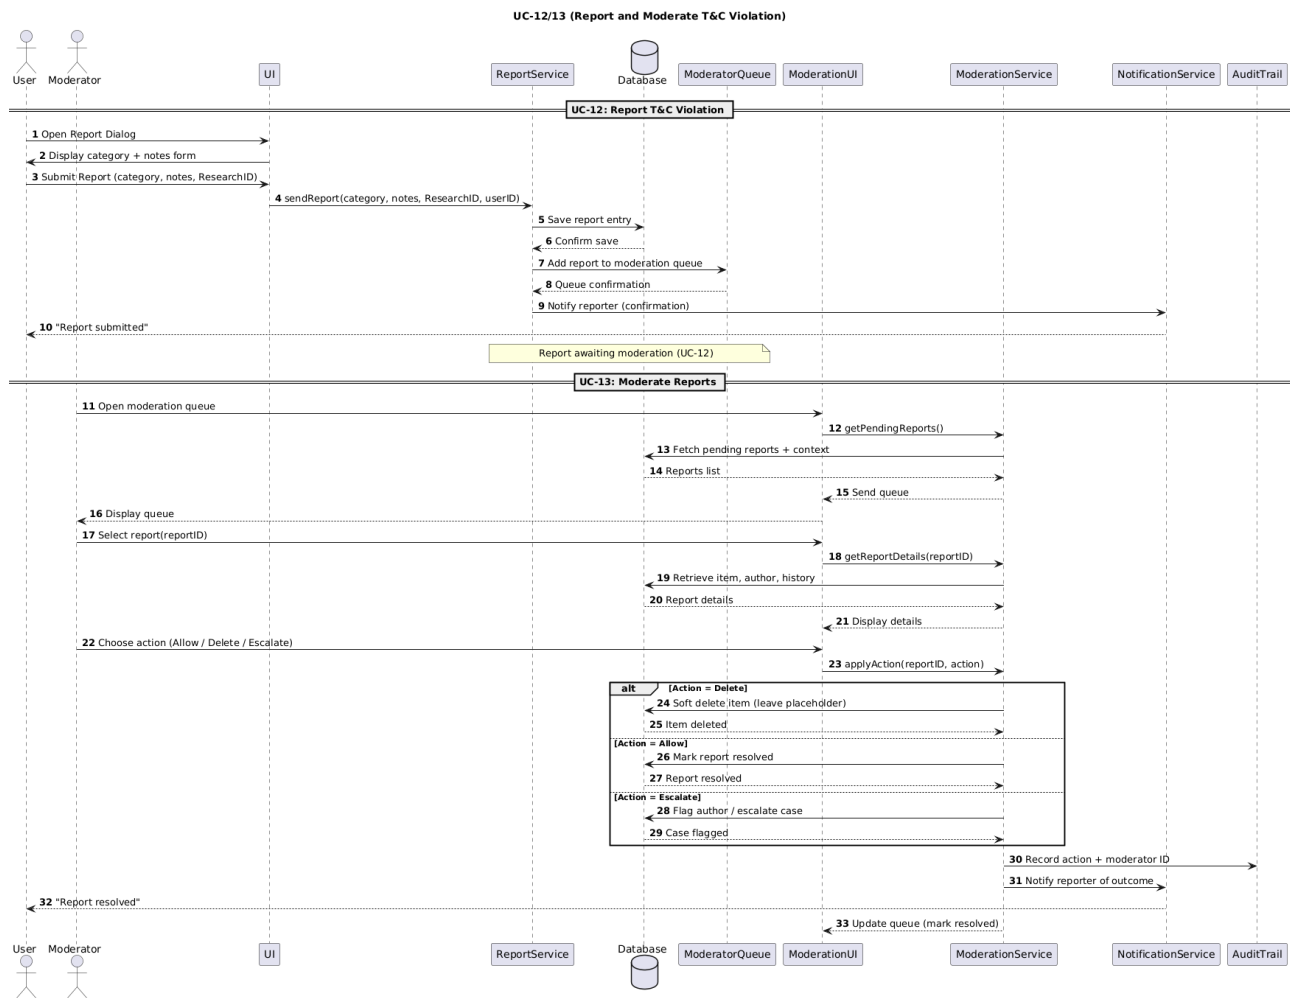 UC-12/13 (Report and Moderate T&C Violation)
User Moderator UI ReportService Database ModeratorQueue ModerationUI ModerationService NotificationService AuditTrail
UC-12: Report T&C Violation
1 Open Report Dialog
2 Display category + notes form
3 Submit Report (category, notes, ResearchID)
4 sendReport(category, notes, ResearchID, userID)
5 Save report entry
6 Confirm save
7 Add report to moderation queue
8 Queue confirmation
9 Notify reporter (confirmation)
10 "Report submitted"
Report awaiting moderation (UC-12)
UC-13: Moderate Reports
11 Open moderation queue
12 getPendingReports()
13 Fetch pending reports + context
14 Reports list
15 Send queue
16 Display queue
17 Select report(reportID)
18 getReportDetails(reportID)
19 Retrieve item, author, history
20 Report details
21 Display details
22 Choose action (Allow / Delete / Escalate)
23 applyAction(reportID, action)
alt [Action = Delete]
24 Soft delete item (leave placeholder)
25 Item deleted
[Action = Allow]
26 Mark report resolved
27 Report resolved
[Action = Escalate]
28 Flag author / escalate case
29 Case flagged
30 Record action + moderator ID
31 Notify reporter of outcome
32 "Report resolved"
33 Update queue (mark resolved)
User Moderator UI ReportService Database ModeratorQueue ModerationUI ModerationService NotificationService AuditTrail